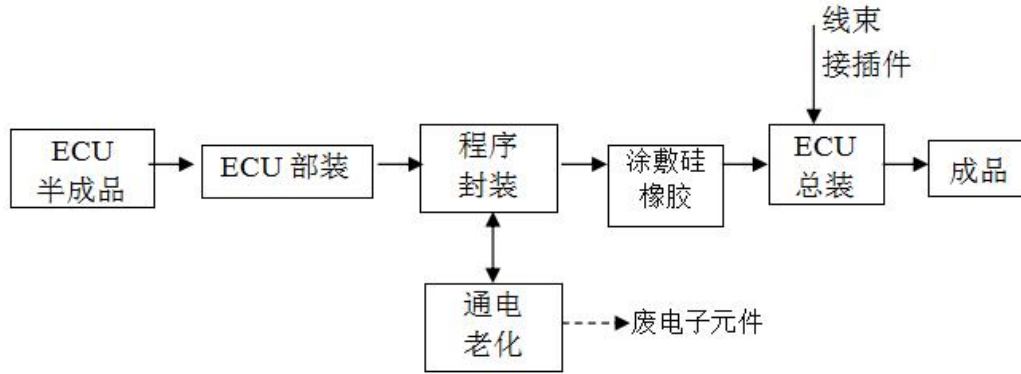 线束
接插件
ECU
半成品
ECU 部装
程序
封装
涂敷硅
橡胶
ECU
总装
成品
通电
老化
废电子元件